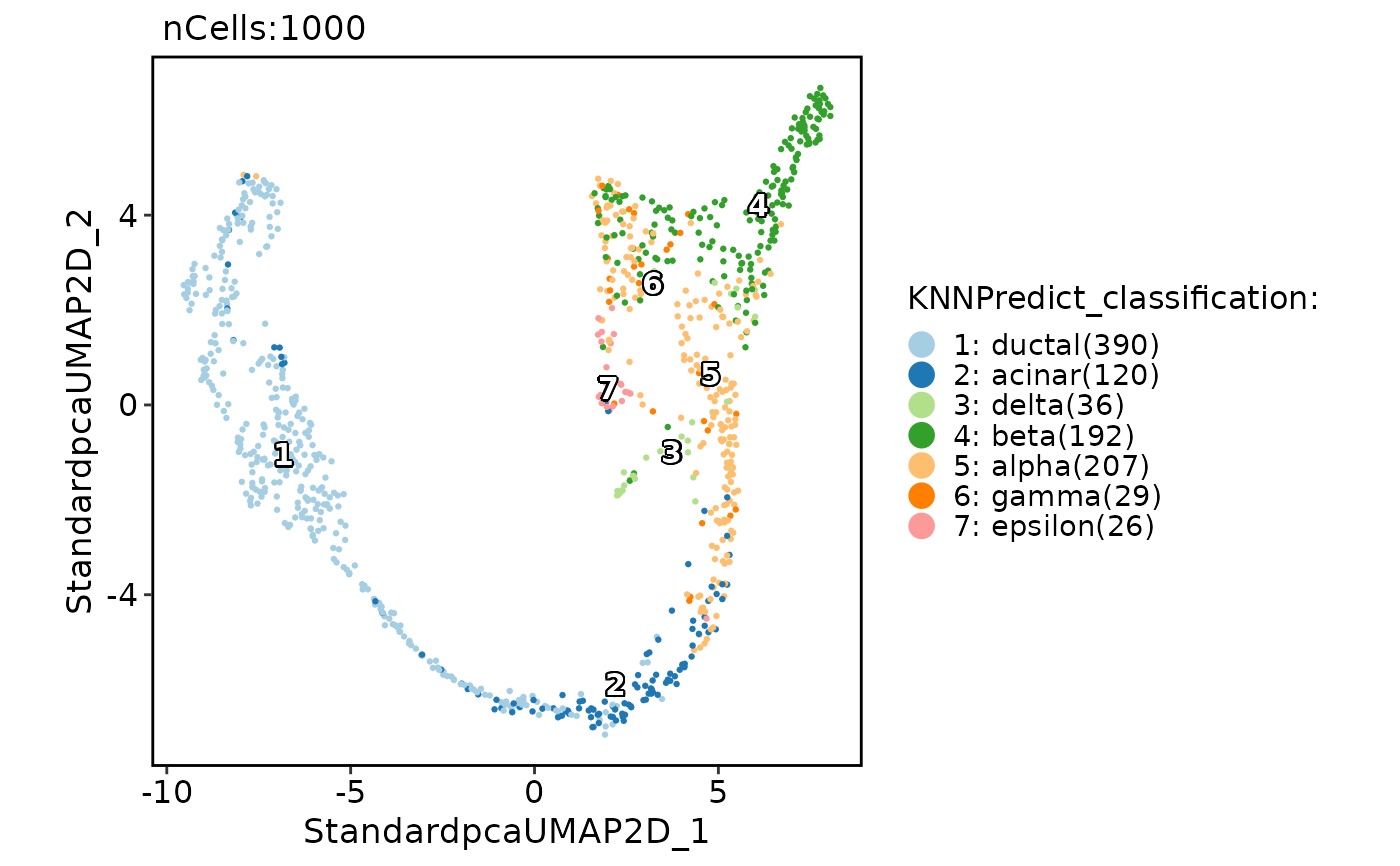 nCells:1000
StandardpcaUMAP2D_2
4
0
-4
4
6
5
7
3
1
2
-10
-5
0
5
StandardpcaUMAP2D_1
KNNPredict_classification:
1: ductal(390)
2: acinar(120)
3: delta(36)
4: beta(192)
5: alpha(207)
6: gamma(29)
7: epsilon(26)